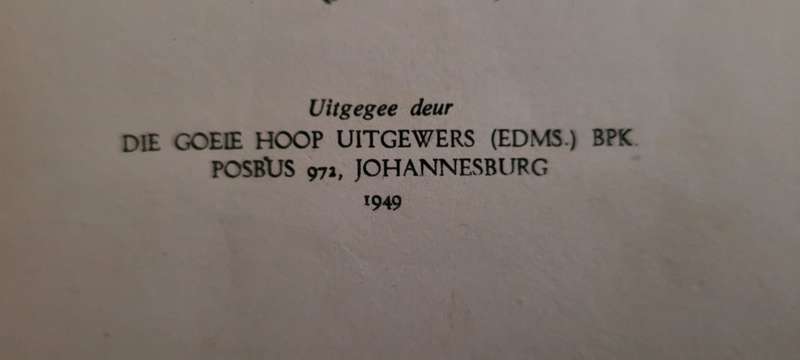 Uitgegee deur
DIE GOEIE HOOP UITGEWERS (EDMS.) BPK.
POSBUS 972, JOHANNESBURG
1949